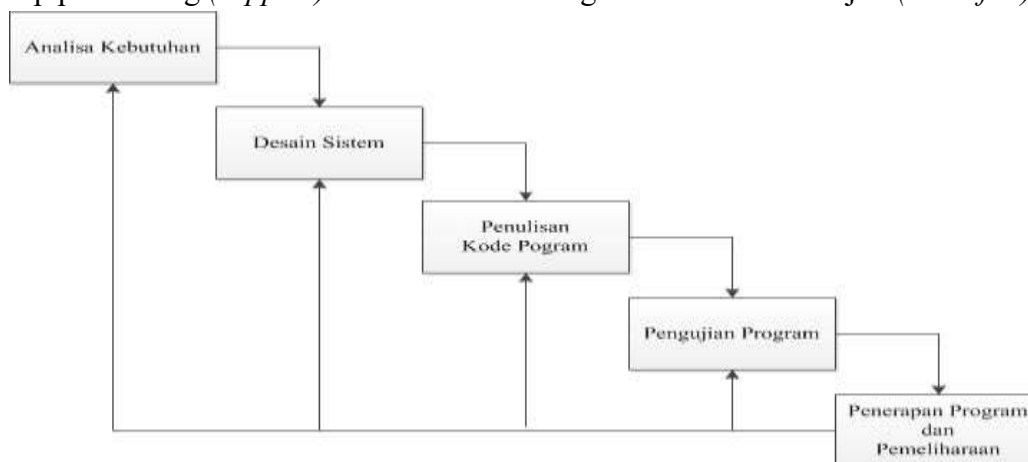 Analisa Kebutuhan
Desain Sistem
Penulisan
Kode Pogram
Pengujian Program
Penerapan Program
dan
Pemeliharaan